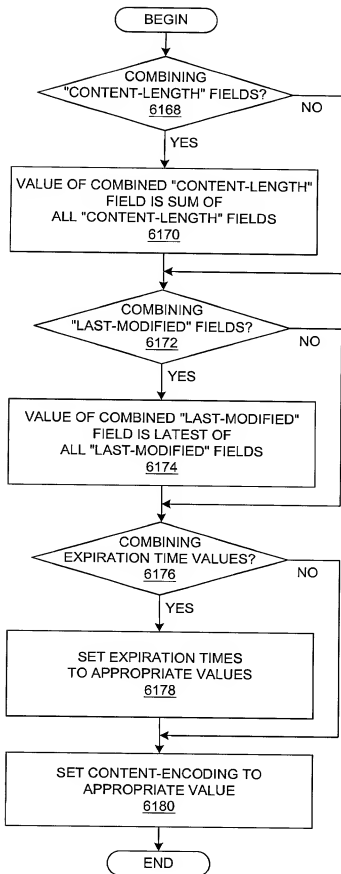 BEGIN
COMBINING
"CONTENT-LENGTH" FIELDS?
6168
NO
YES
VALUE OF COMBINED "CONTENT-LENGTH"
FIELD IS SUM OF
ALL "CONTENT-LENGTH" FIELDS
6170
COMBINING
"LAST-MODIFIED" FIELDS?
6172
NO
YES
VALUE OF COMBINED "LAST-MODIFIED"
FIELD IS LATEST OF
ALL "LAST-MODIFIED" FIELDS
6174
COMBINING
EXPIRATION TIME VALUES?
6176
NO
YES
SET EXPIRATION TIMES
TO APPROPRIATE VALUES
6178
SET CONTENT-ENCODING TO
APPROPRIATE VALUE
6180
END